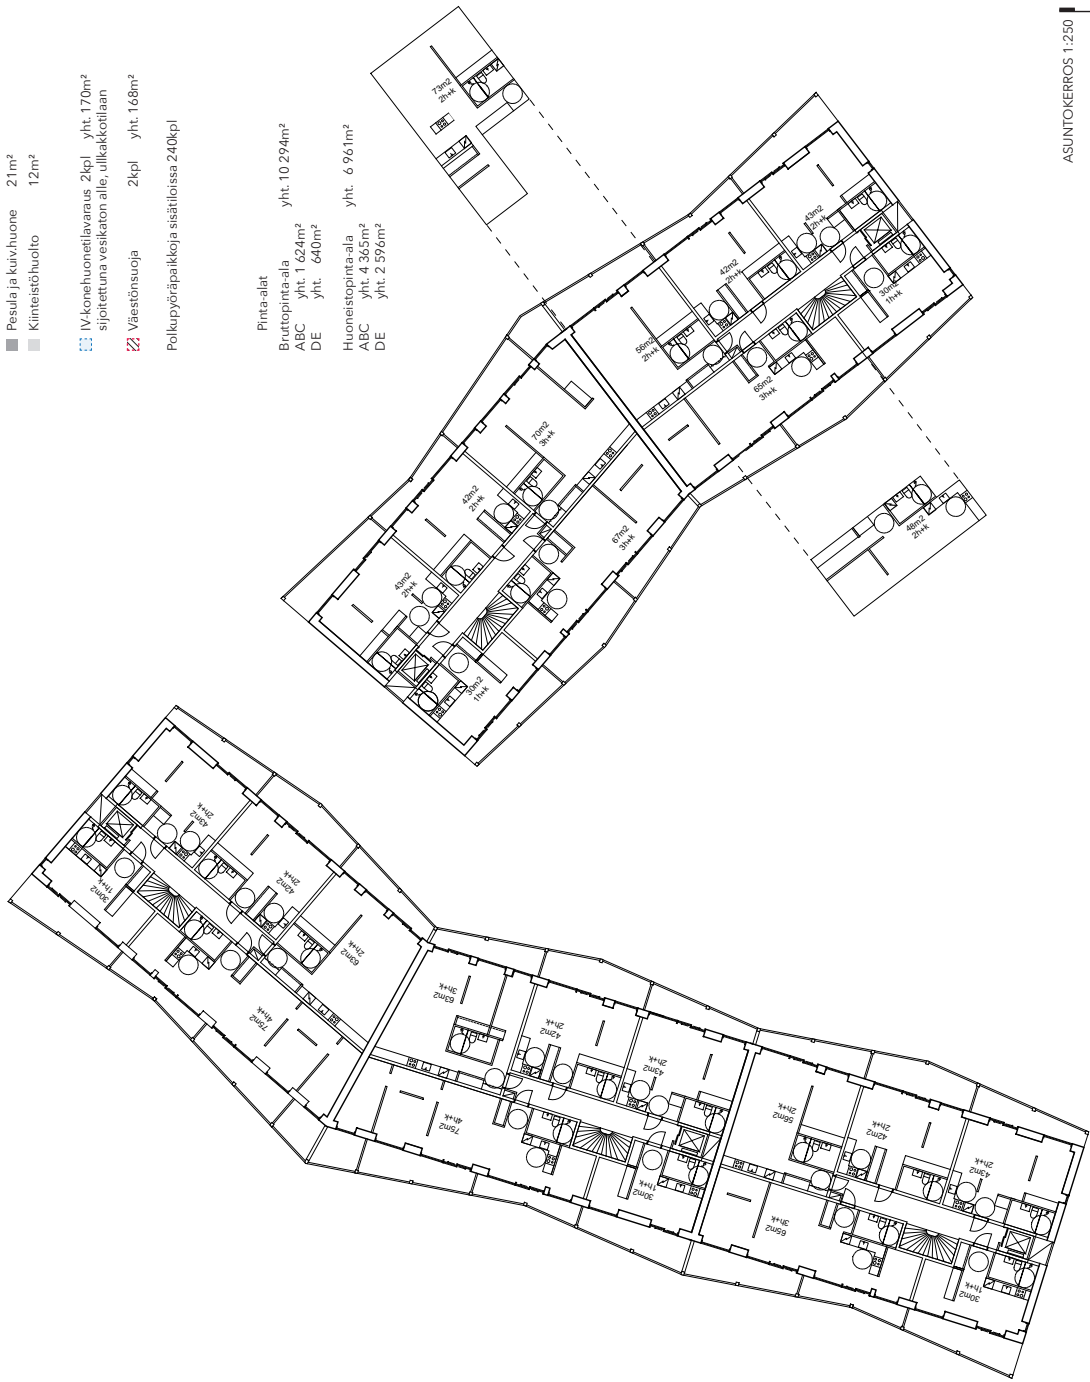 Pesula ja kuiv.huone 21m²
Kiinteistöhuolto 12m²
IV-konehuonetilavaraus 2kpl yht. 170m²
sijoitettuna vesikaton alle, ullkakkotilaan
Väestönsuoja 2kpl yht. 168m²
Polkupyöräpaikkoja sisätiloissa 240kpl
Pinta-alat
Bruttopinta-ala yht. 10 294m²
ABC yht. 1 624m²
DE yht. 640m²
Huoneistopinta-ala yht. 6 961m²
ABC yht. 4 365m²
DE yht. 2 596m²
ASUNTOKERROS 1:250
73m2
2h+k
43m2
2h+k
42m2
2h+k
30m2
1h+k
56m2
2h+k
65m2
3h+k
70m2
3h+k
42m2
2h+k
67m2
3h+k
43m2
2h+k
30m2
1h+k
48m2
2h+k
43m2
2h+k
42m2
2h+k
30m2
1h+k
63m2
2h+k
75m2
4h+k
63m2
3h+k
42m2
2h+k
43m2
2h+k
75m2
4h+k
30m2
1h+k
56m2
2h+k
42m2
2h+k
43m2
2h+k
65m2
3h+k
30m2
1h+k